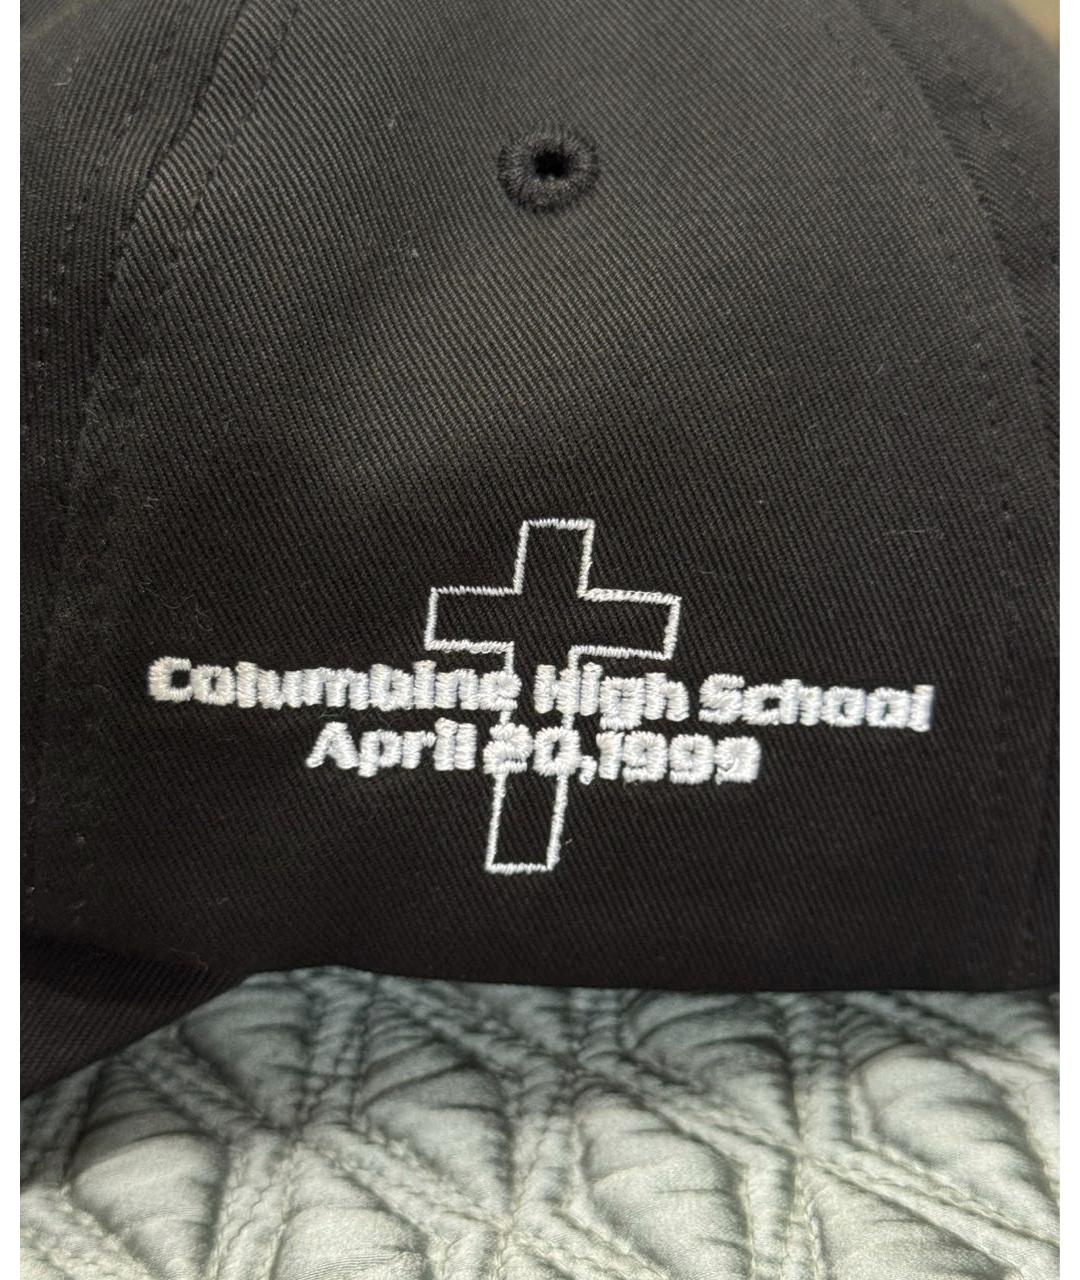 Columbine High School
April 20,1999